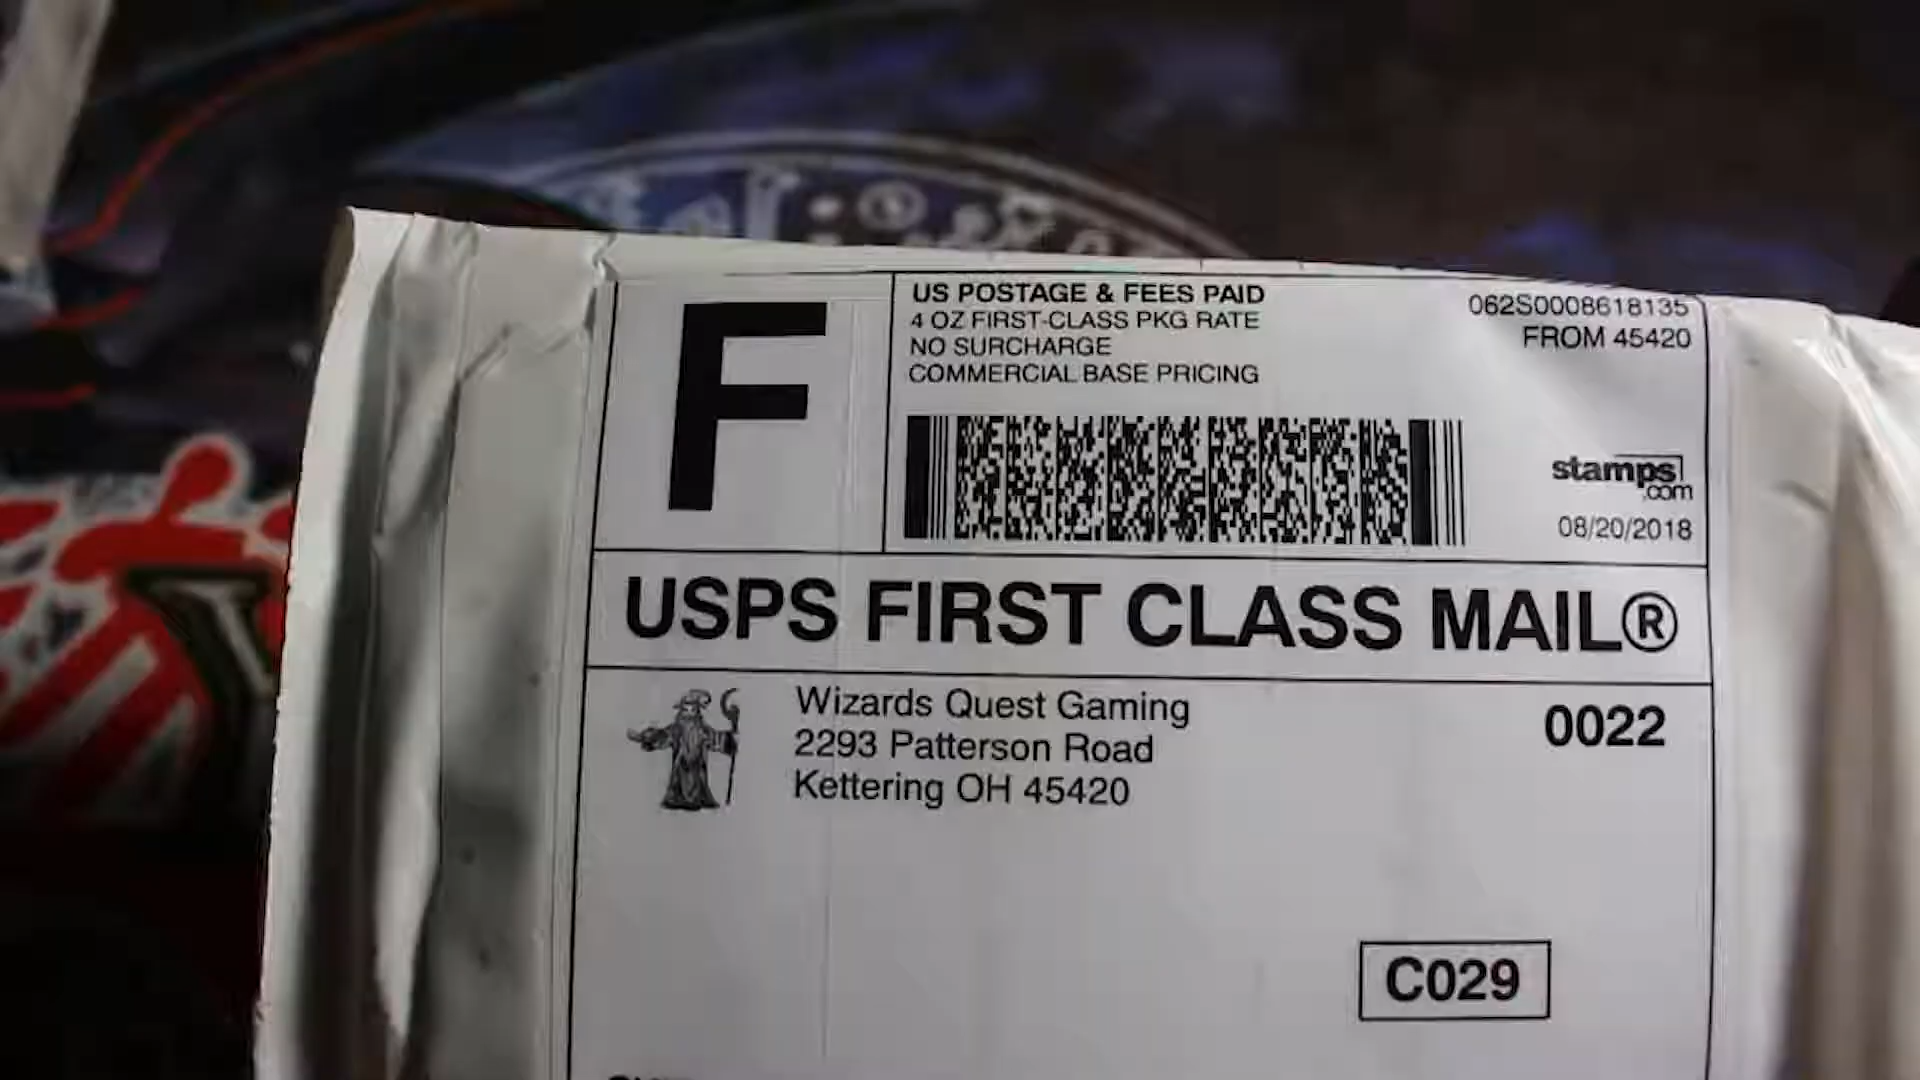 F
US POSTAGE & FEES PAID
4 OZ FIRST-CLASS PKG RATE
NO SURCHARGE
COMMERCIAL BASE PRICING
062S0008618135
FROM 45420
stamps
.com
08/20/2018
USPS FIRST CLASS MAIL®
Wizards Quest Gaming
2293 Patterson Road
Kettering OH 45420
0022
C029